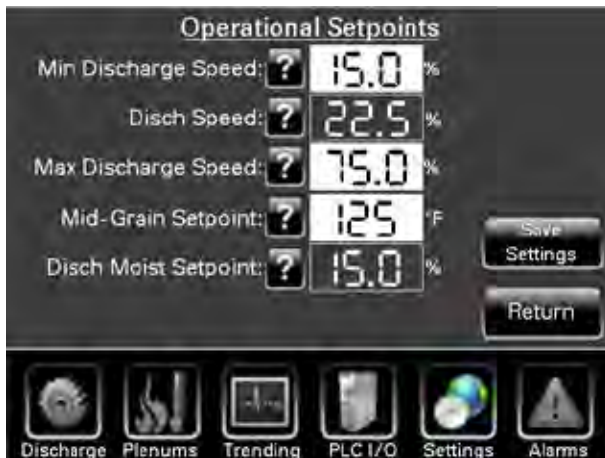 Operational Setpoints
Min Discharge Speed: ? 15.0 %
Disch Speed: ? 22.5 %
Max Discharge Speed: ? 75.0 %
Mid-Grain Setpoint: ? 125 °F
Disch Moist Setpoint: ? 15.0 %
Save
Settings
Return
Discharge Plenums Trending PLC I/O Settings Alarms